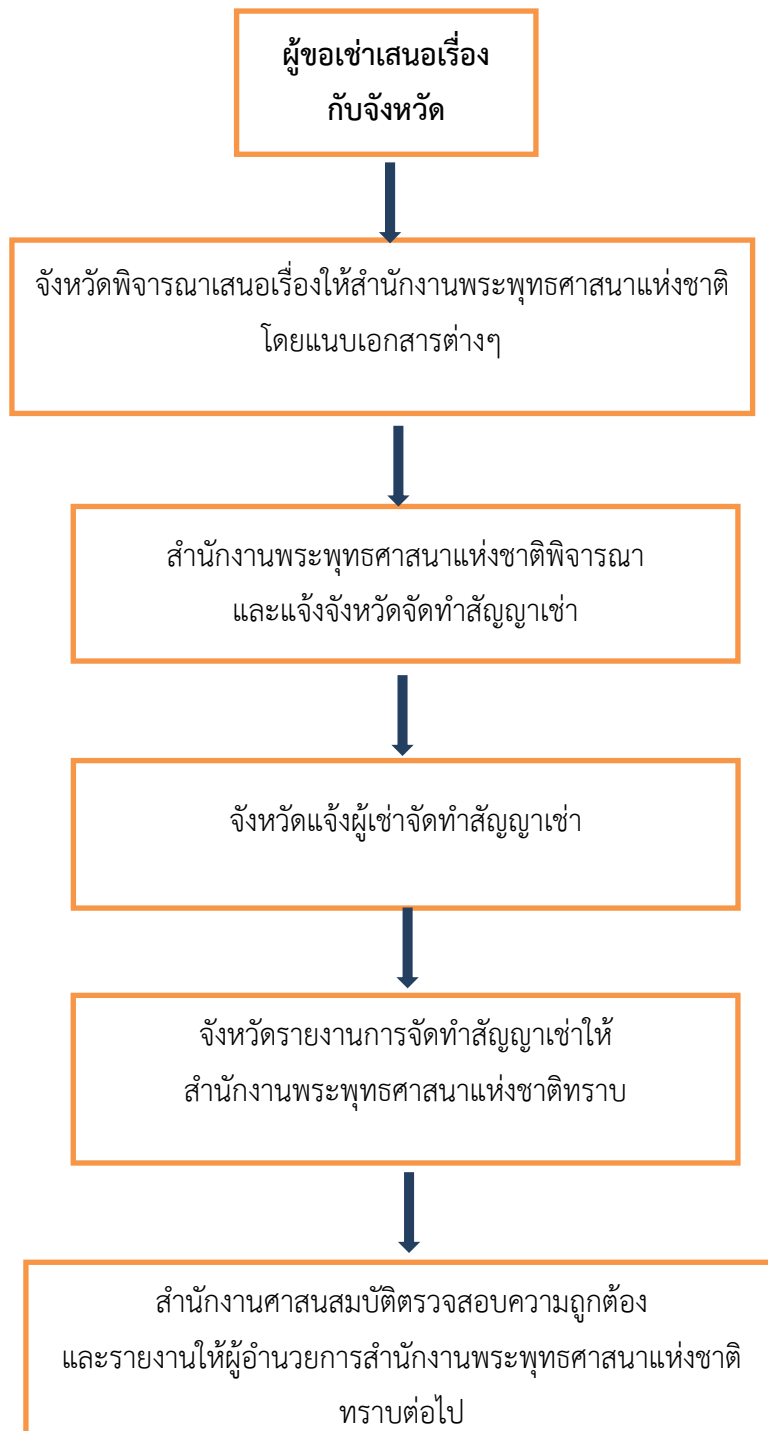 ผู้ขอเช่าเสนอเรื่อง
กับจังหวัด
จังหวัดพิจารณาเสนอเรื่องให้สำนักงานพระพุทธศาสนาแห่งชาติ
โดยแนบเอกสารต่างๆ
สำนักงานพระพุทธศาสนาแห่งชาติพิจารณา
และแจ้งจังหวัดจัดทำสัญญาเช่า
จังหวัดแจ้งผู้เช่าจัดทำสัญญาเช่า
จังหวัดรายงานการจัดทำสัญญาเช่าให้
สำนักงานพระพุทธศาสนาแห่งชาติทราบ
สำนักงานศาสนสมบัติตรวจสอบความถูกต้อง
และรายงานให้ผู้อำนวยการสำนักงานพระพุทธศาสนาแห่งชาติ
ทราบต่อไป